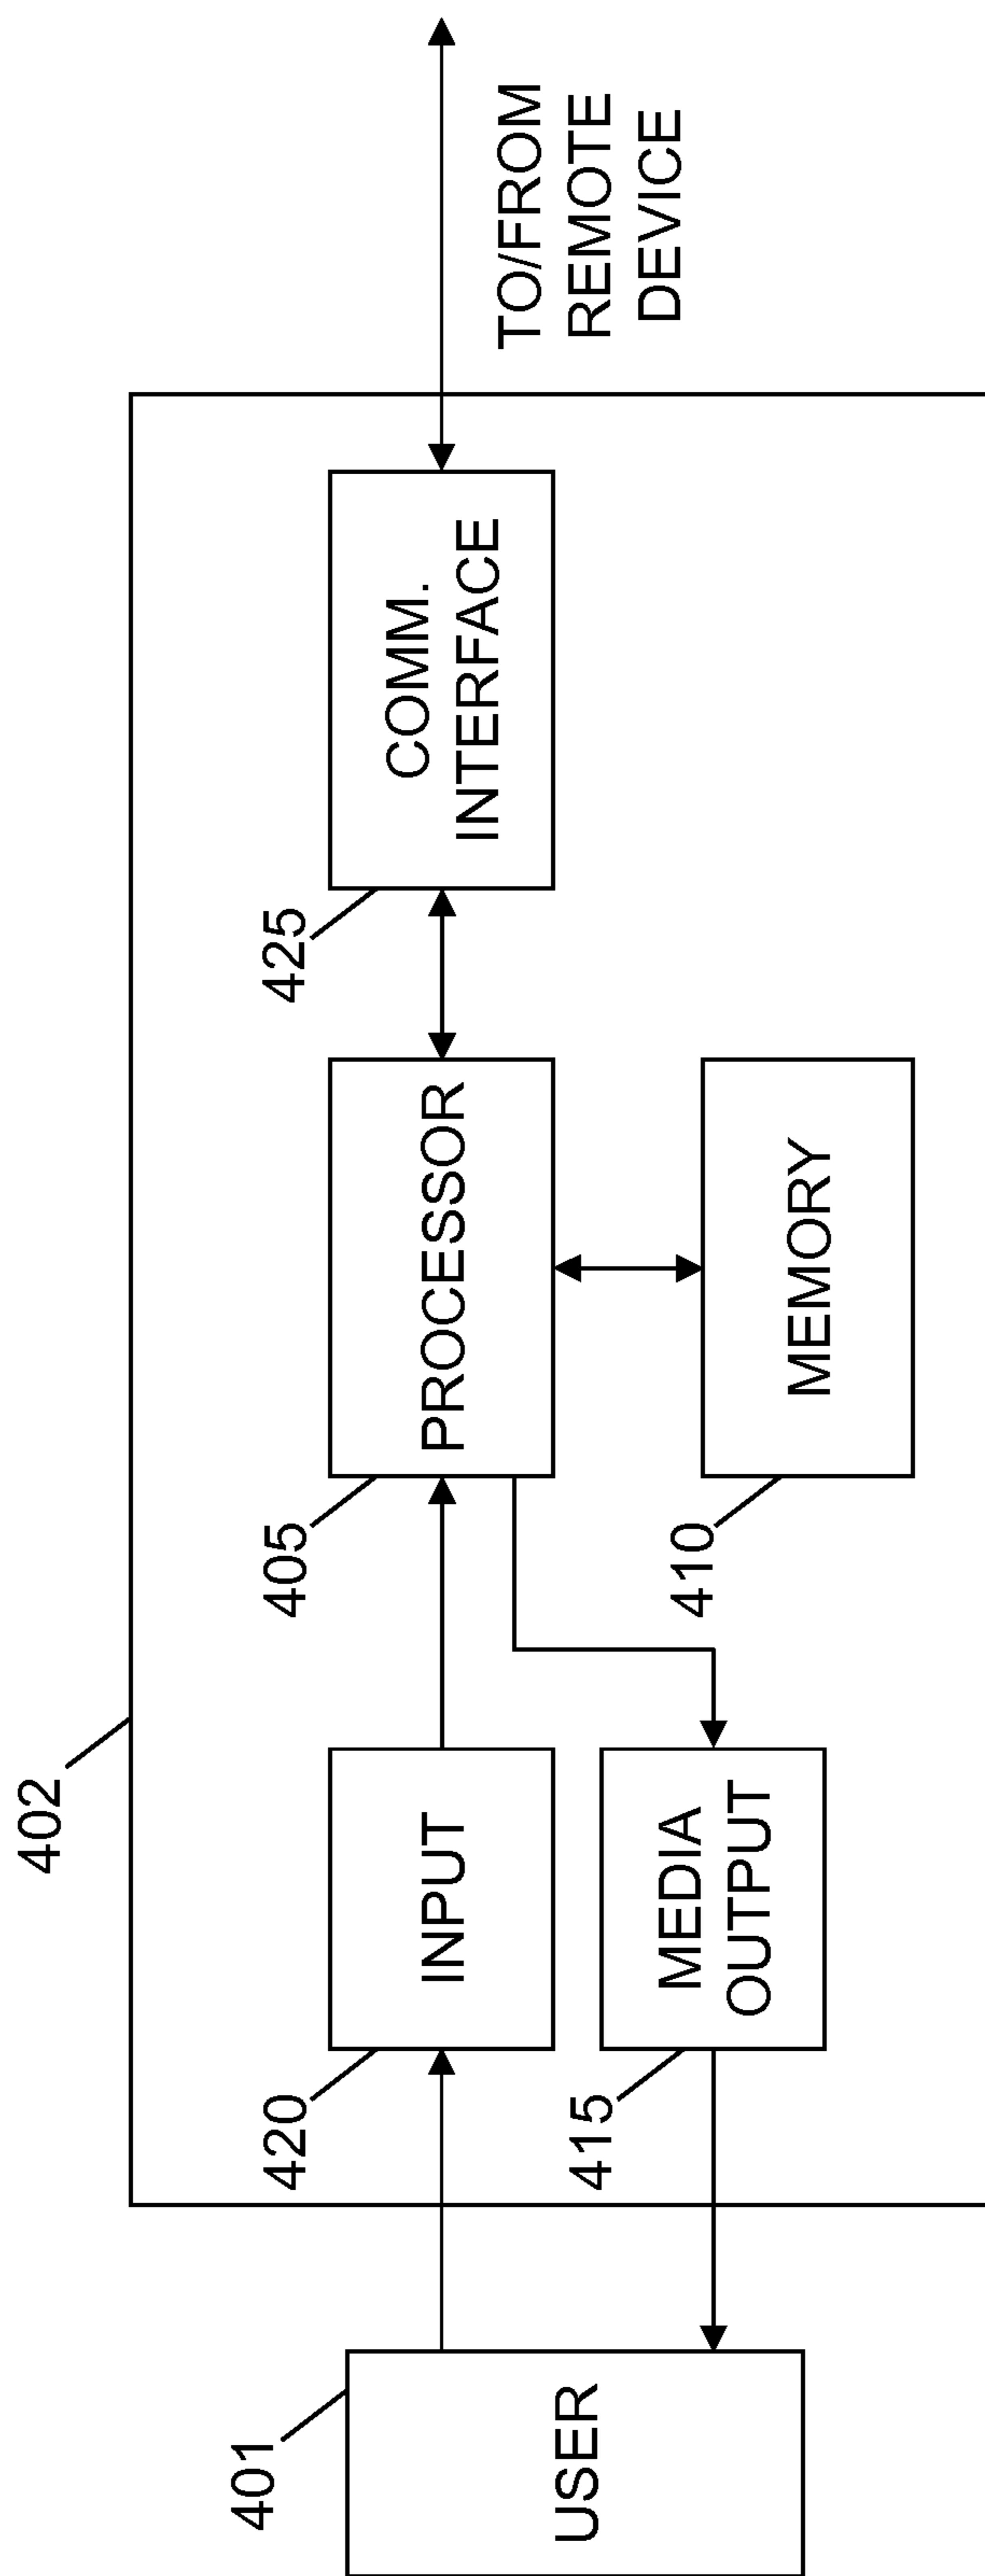 402
401
USER
420
INPUT
415
MEDIA
OUTPUT
405
PROCESSOR
410
MEMORY
425
COMM.
INTERFACE
TO/FROM
REMOTE
DEVICE